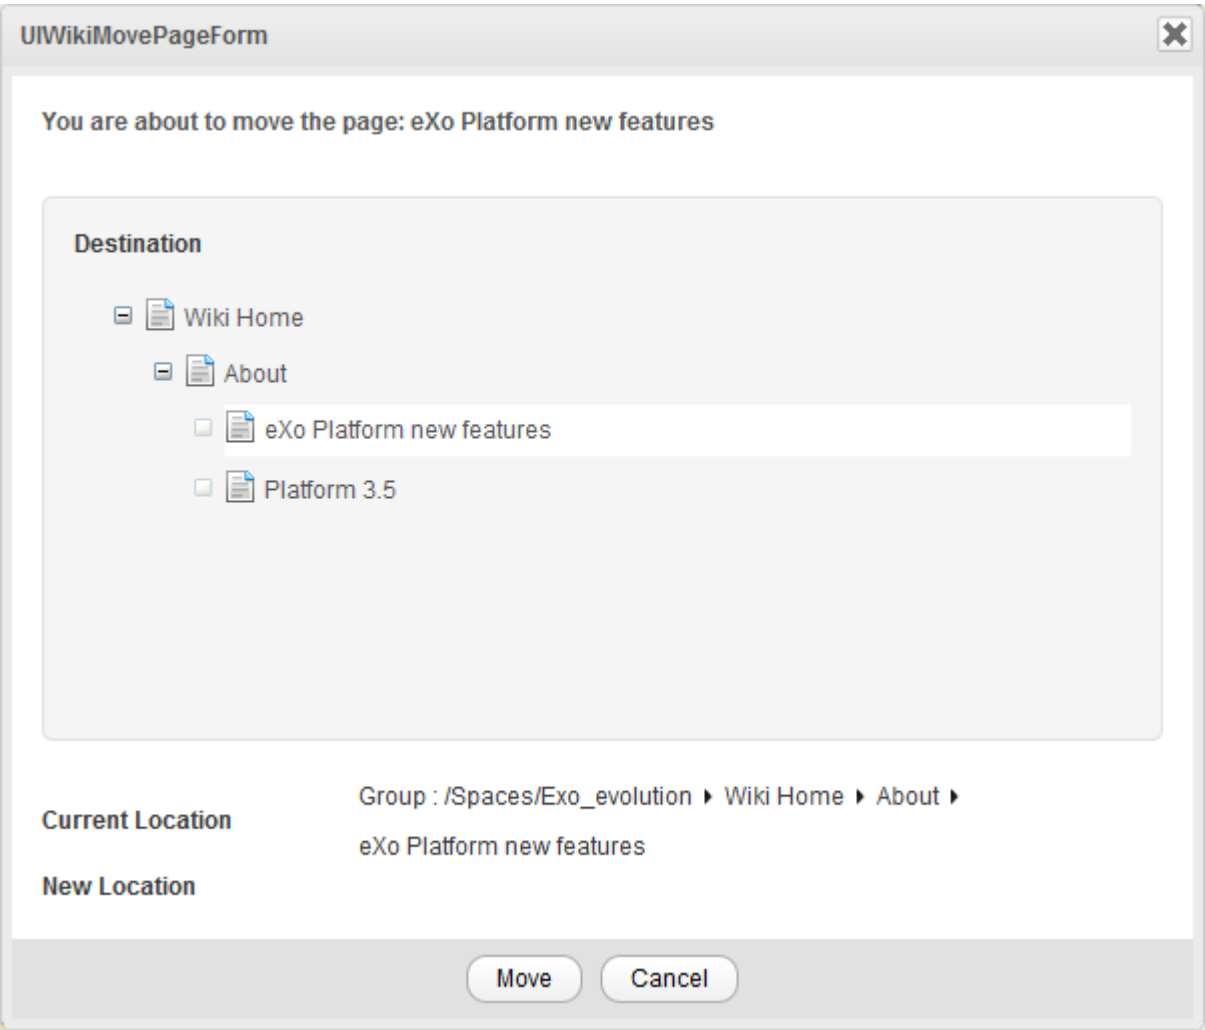 UIWikiMovePageForm
You are about to move the page: eXo Platform new features
Destination
Wiki Home
About
eXo Platform new features
Platform 3.5
Current Location
Group : /Spaces/Exo_evolution Wiki Home About
eXo Platform new features
New Location
Move Cancel